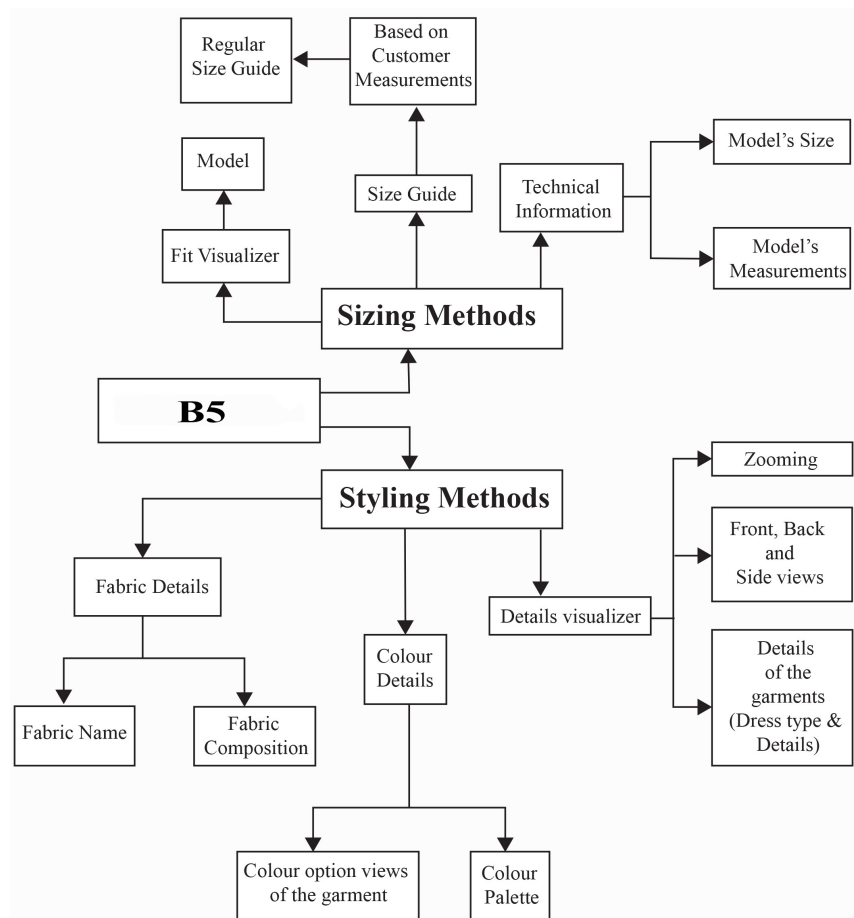 Regular
Size Guide
Based on
Customer
Measurements
Model
Size Guide
Technical
Information
Model’s Size
Fit Visualizer
Model’s
Measurements
Sizing Methods
B5
Styling Methods
Zooming
Front, Back
and
Side views
Fabric Details
Details visualizer
Colour
Details
Details
of the
garments
(Dress type &
Details)
Fabric Name
Fabric
Composition
Colour option views
of the garment
Colour
Palette